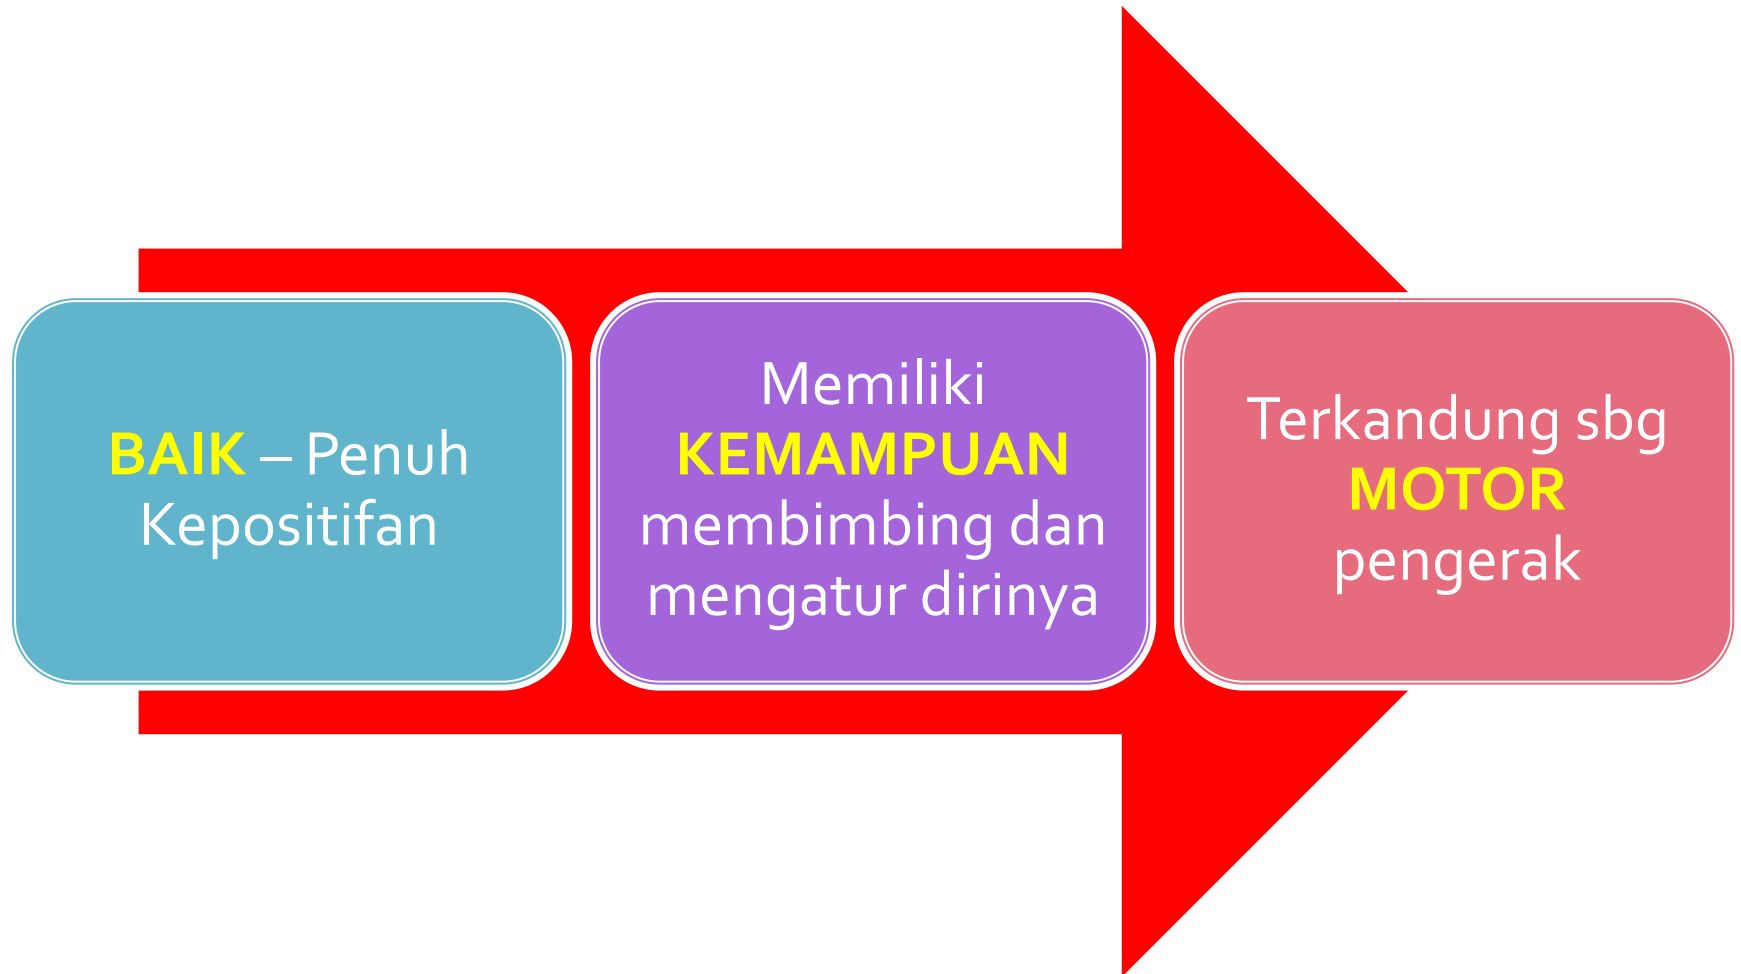 BAIK – Penuh
Kepositifan
Memiliki
KEMAMPUAN
membimbing dan
mengatur dirinya
Terkandung sbg
MOTOR
pengerak